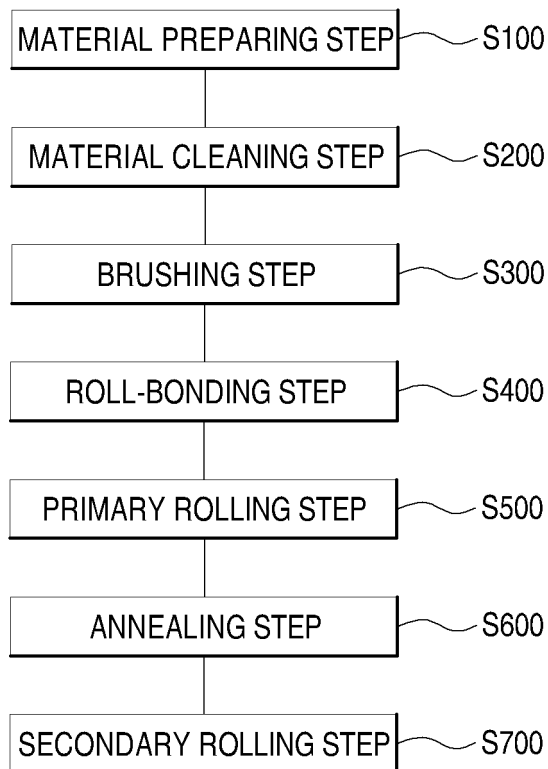 MATERIAL PREPARING STEP S100
MATERIAL CLEANING STEP S200
BRUSHING STEP S300
ROLL-BONDING STEP S400
PRIMARY ROLLING STEP S500
ANNEALING STEP S600
SECONDARY ROLLING STEP S700